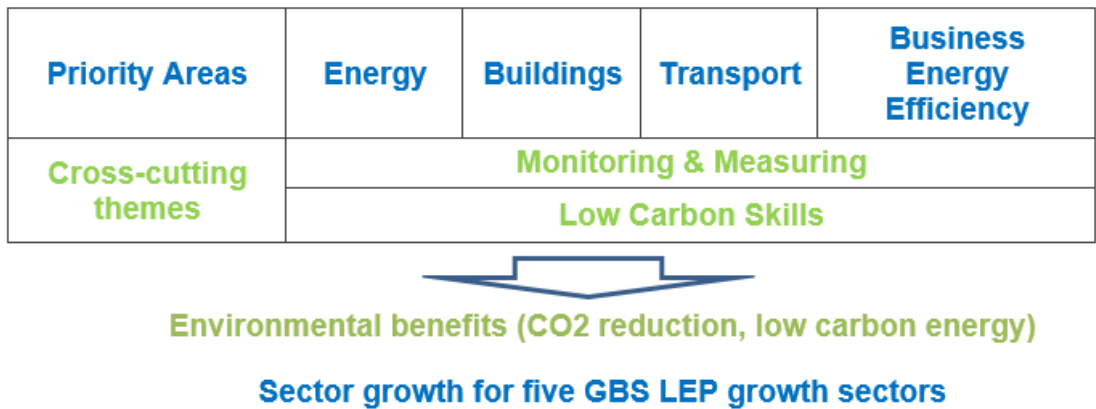 Priority Areas
Energy
Buildings
Transport
Business
Energy
Efficiency
Cross-cutting
themes
Monitoring & Measuring
Low Carbon Skills
Environmental benefits (CO2 reduction, low carbon energy)
Sector growth for five GBS LEP growth sectors